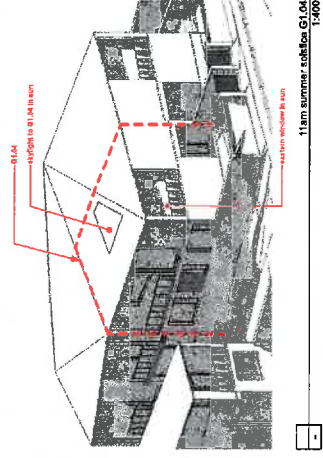 G1.04
skylight to G1.04 in sun
eastern window in sun
11am summer solstice G1.04
1:400